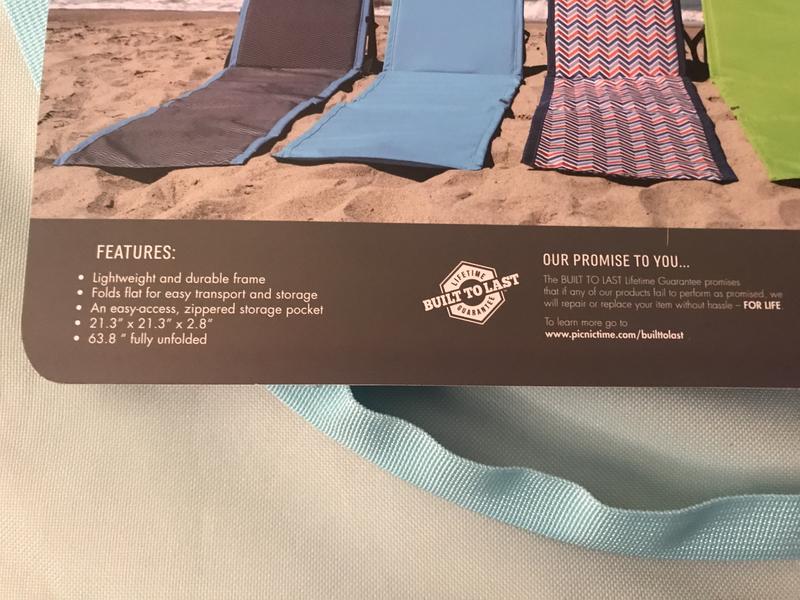 FEATURES:
• Lightweight and durable frame
• Folds flat for easy transport and storage
• An easy-access, zippered storage pocket
• 21.3" x 21.3" x 2.8"
• 63.8 " fully unfolded
LIFETIME
BUILT TO LAST
GUARANTEE
OUR PROMISE TO YOU...
The BUILT TO LAST Lifetime Guarantee promises
that if any of our products fail to perform as promised, we
will repair or replace your item without hassle – FOR LIFE
To learn more go to
www.picnictime.com/builttolast